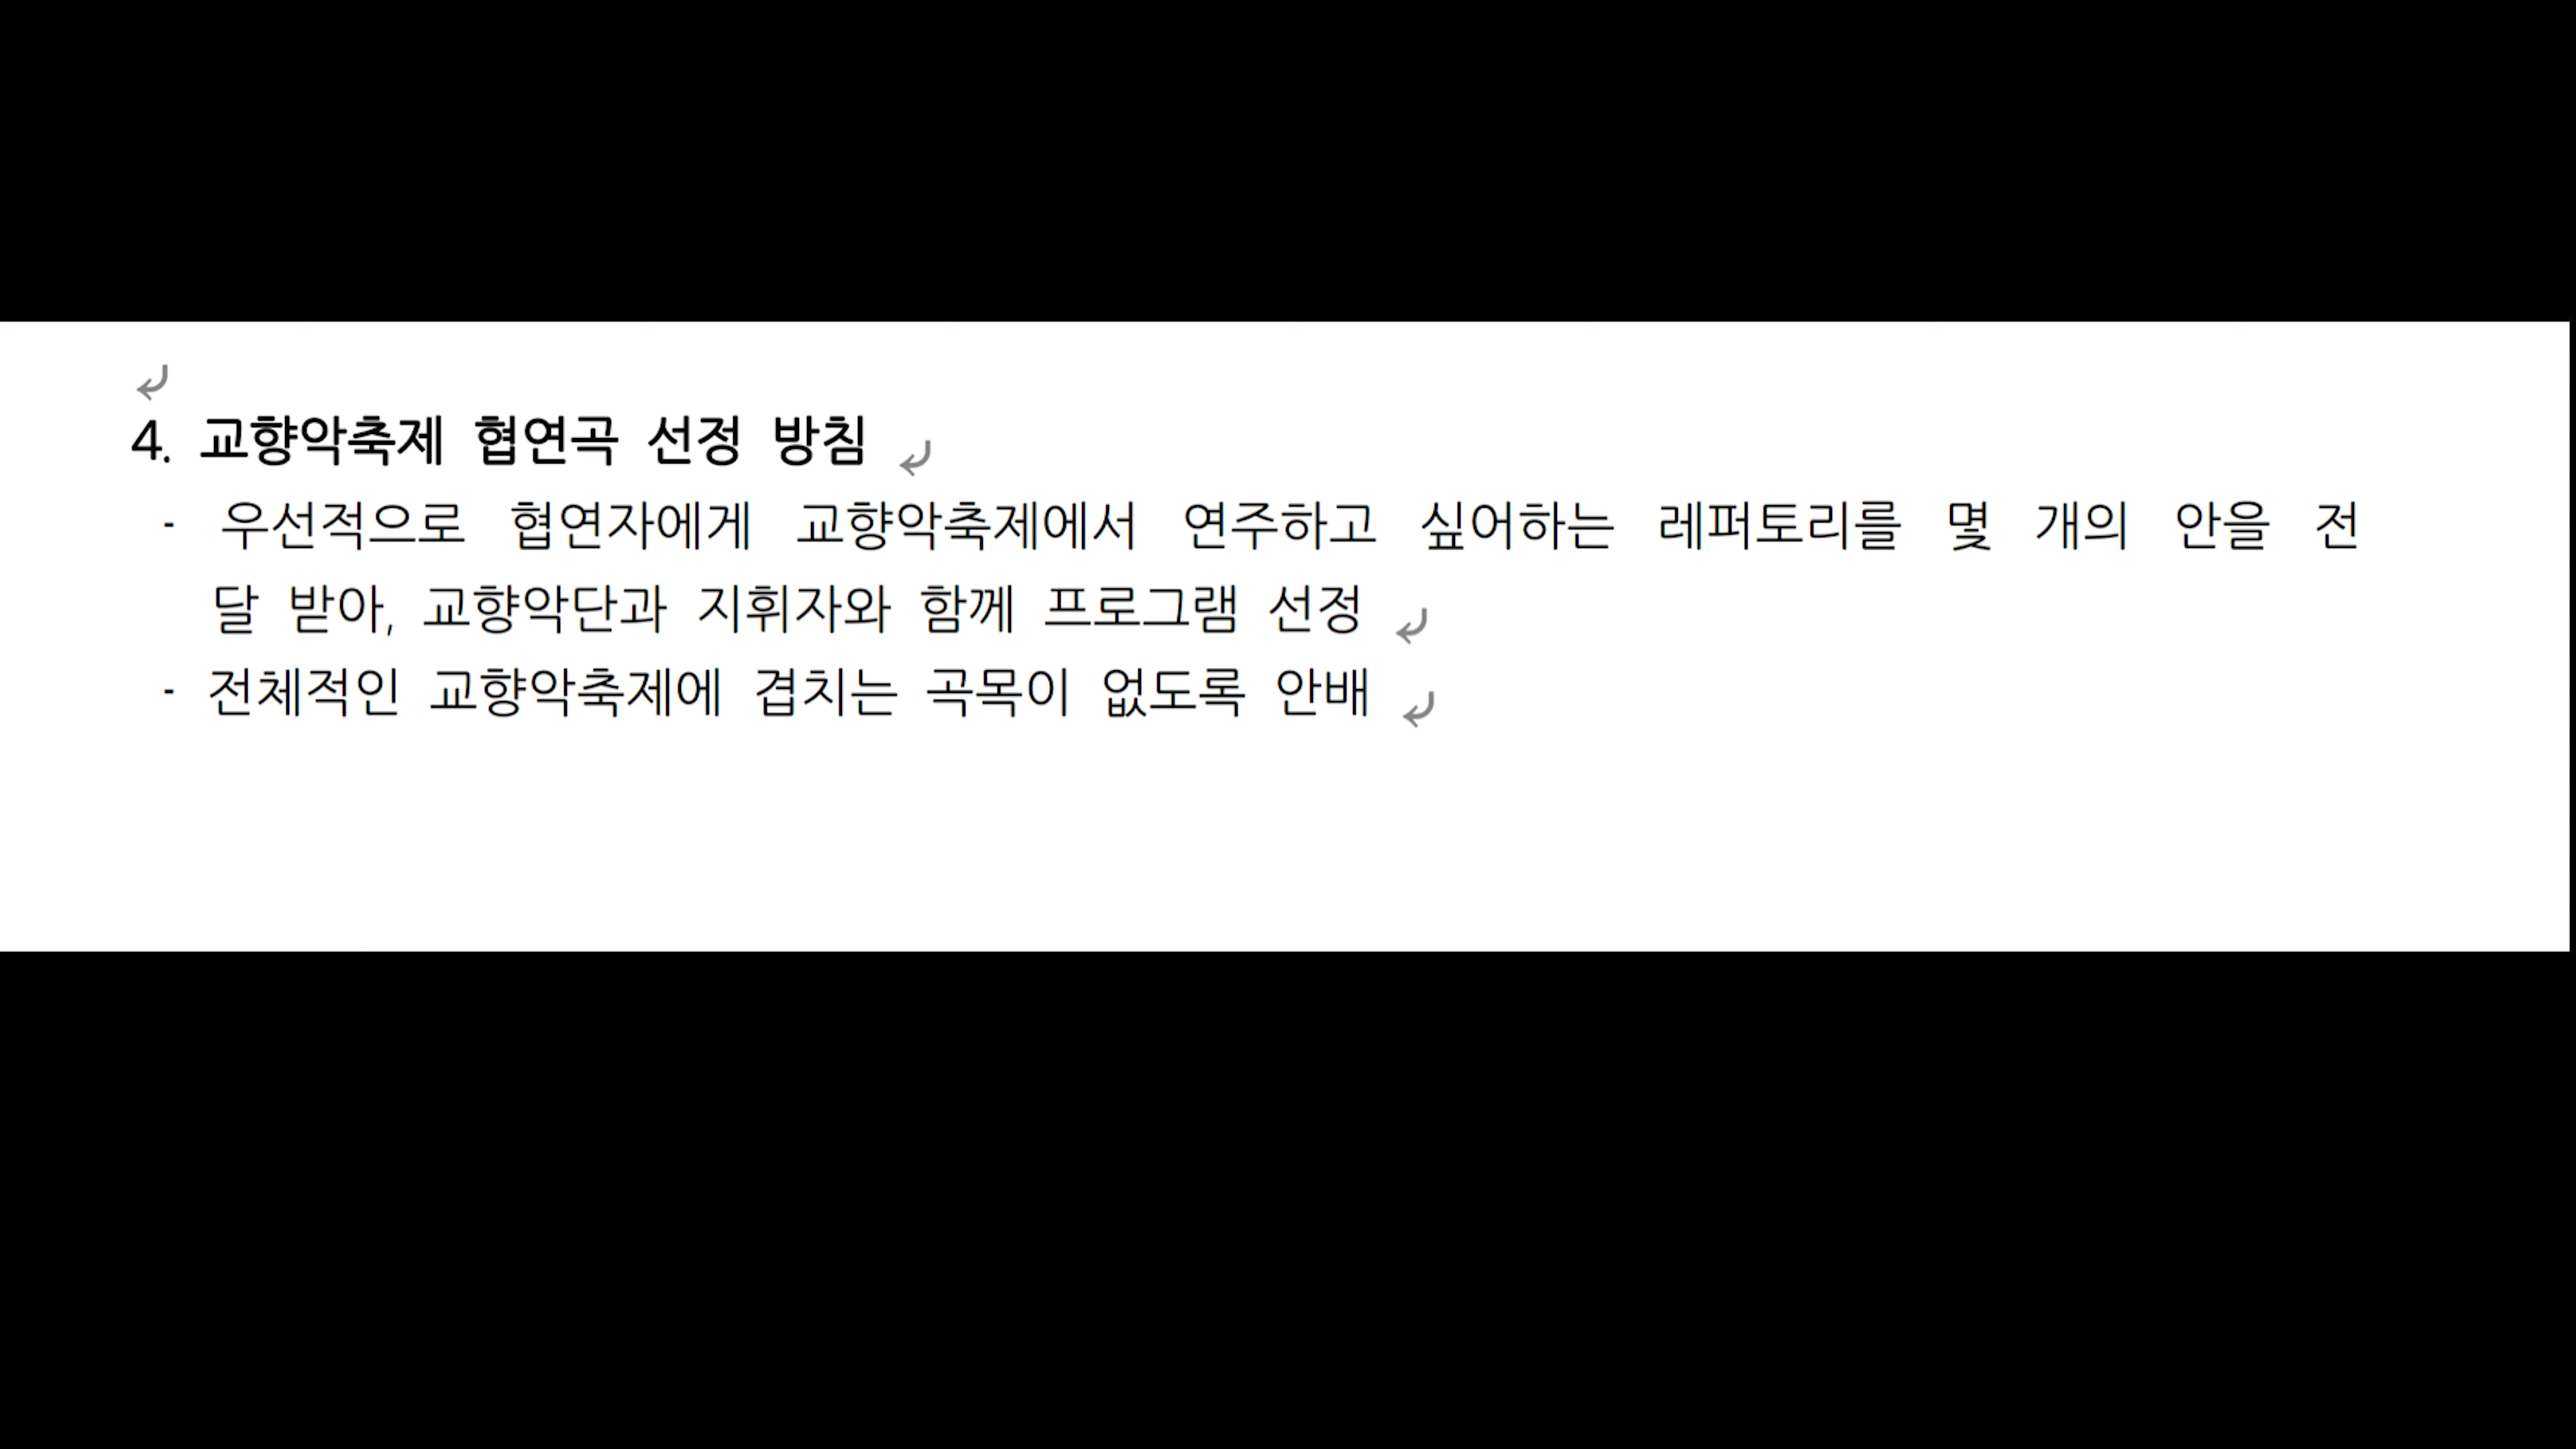 4. 교향악축제 협연곡 선정 방침
- 우선적으로 협연자에게 교향악축제에서 연주하고 싶어하는 레퍼토리를 몇 개의 안을 전
달 받아, 교향악단과 지휘자와 함께 프로그램 선정
- 전체적인 교향악축제에 겹치는 곡목이 없도록 안배